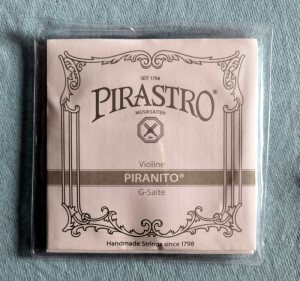 SEIT 1798
PIRASTRO®
MUSIKSAITEN
Violine
PIRANITO®
G-Saite
Handmade Strings since 1798